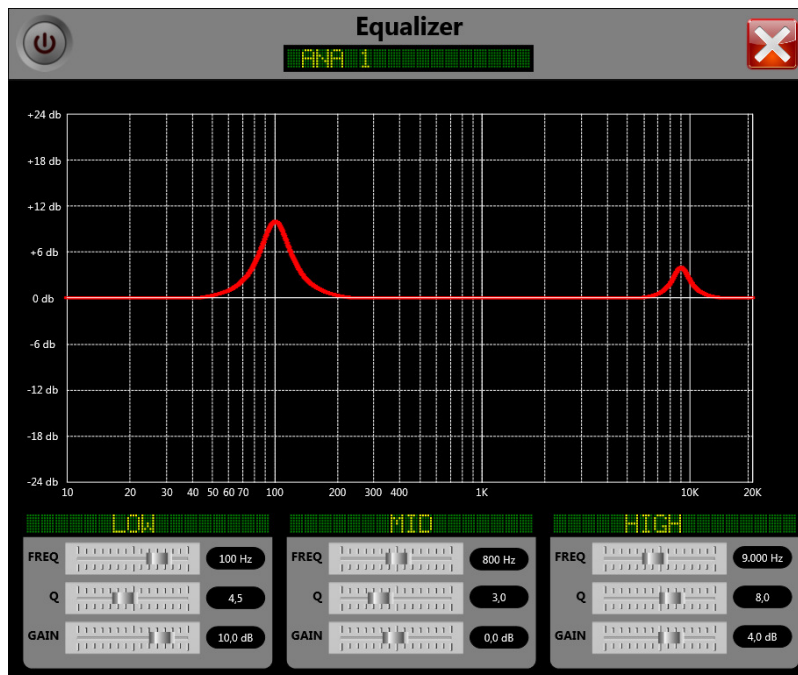 Equalizer
ANA 1
+24 db
+18 db
+12 db
+6 db
0 db
-6 db
-12 db
-18 db
-24 db
10 20 30 40 50 60 70 100 200 300 400 1K 10K 20K
LOW MID HIGH
FREQ 100 Hz FREQ 800 Hz FREQ 9.000 Hz
Q 4,5 Q 3,0 Q 8,0
GAIN 10,0 dB GAIN 0,0 dB GAIN 4,0 dB